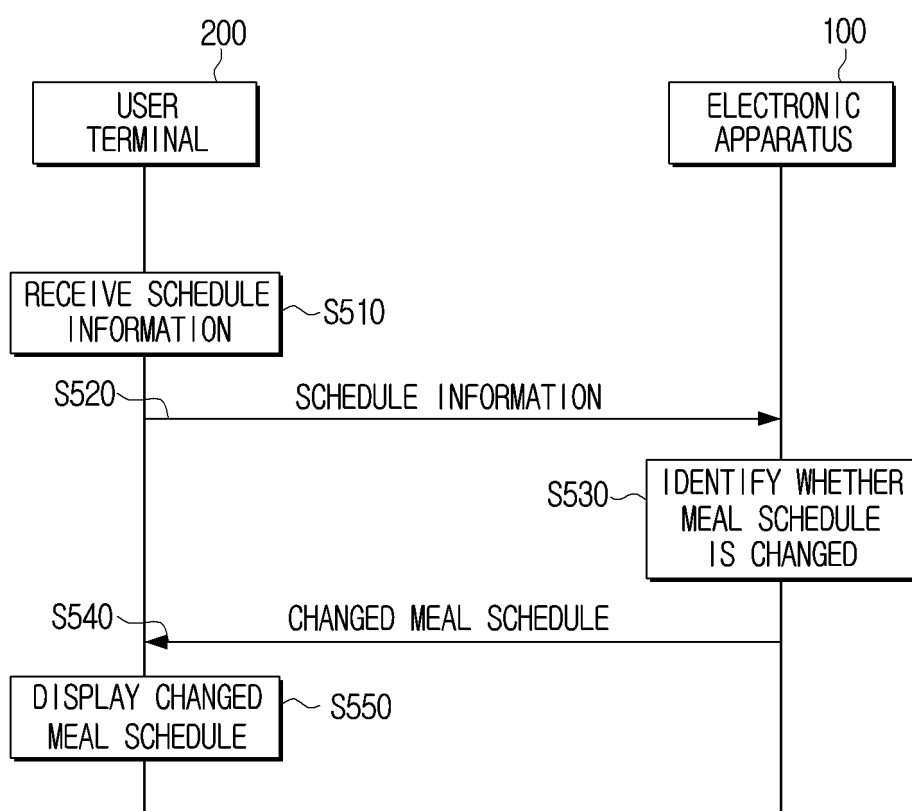 200
100
USER
TERMINAL
ELECTRONIC
APPARATUS
RECEIVE SCHEDULE
INFORMATION
S510
S520
SCHEDULE INFORMATION
S530
IDENTIFY WHETHER
MEAL SCHEDULE
IS CHANGED
S540
CHANGED MEAL SCHEDULE
DISPLAY CHANGED
MEAL SCHEDULE
S550